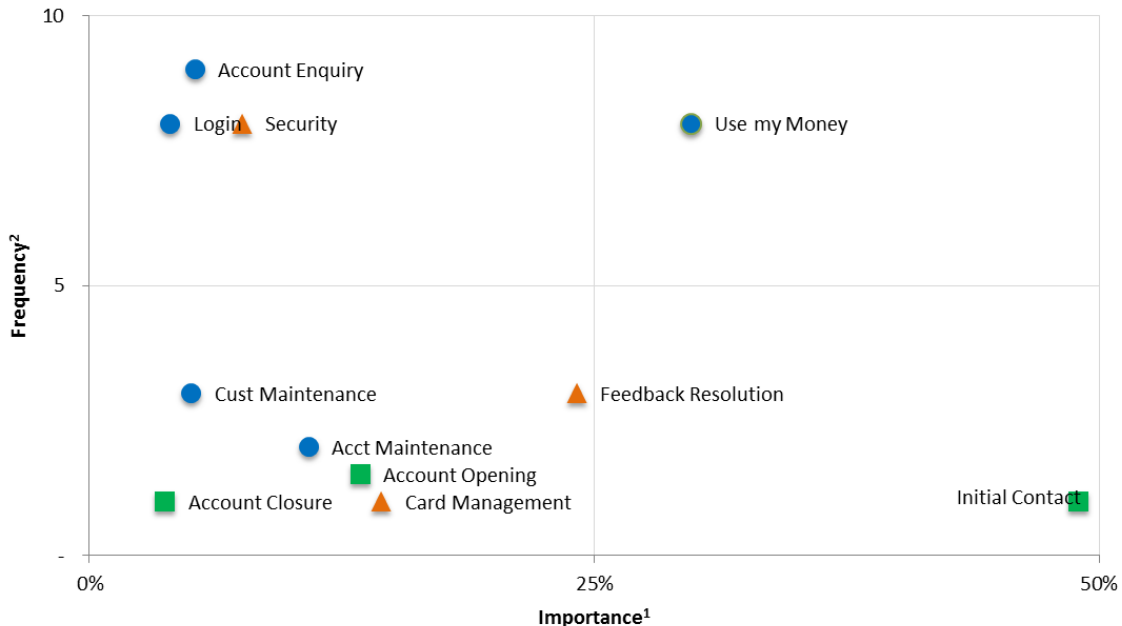 10
Account Enquiry
Login
Security
Use my Money
Frequency²
5
Cust Maintenance
Feedback Resolution
Acct Maintenance
Account Opening
Account Closure
Card Management
Initial Contact
-
0%
25%
50%
Importance¹